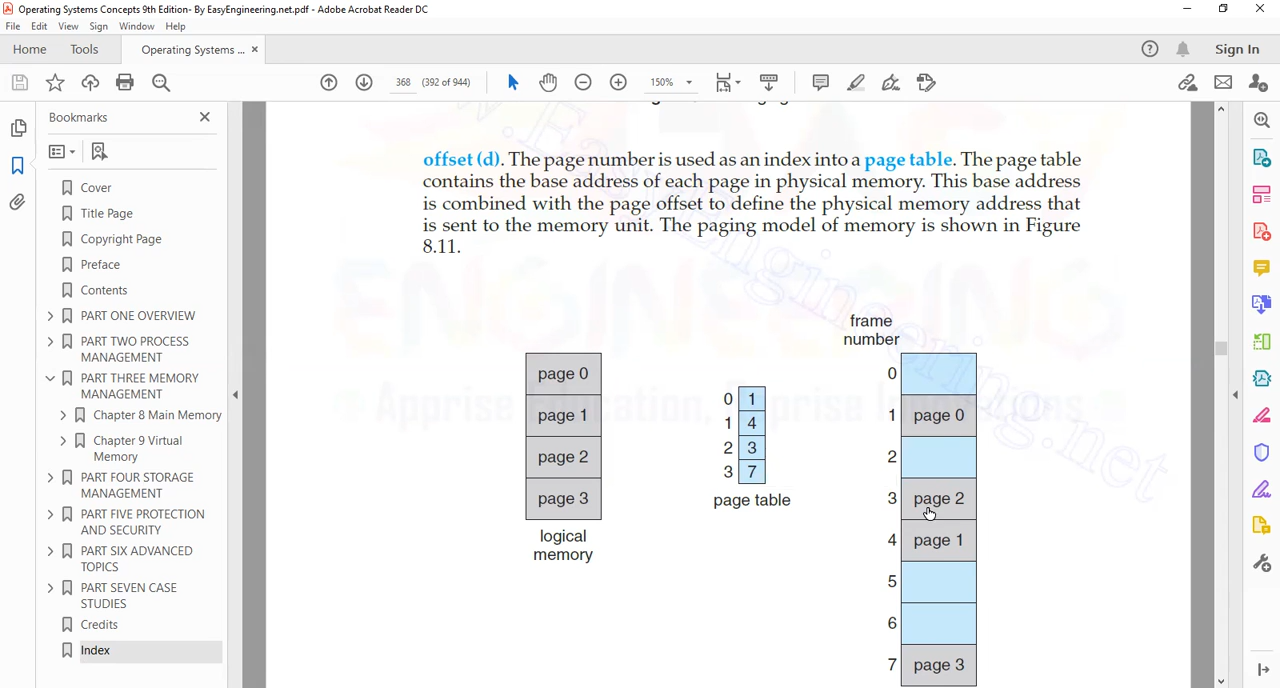 Operating Systems Concepts 9th Edition- By EasyEngineering.net.pdf - Adobe Acrobat Reader DC
File Edit View Sign Window Help
Home Tools Operating Systems ... ×
Sign In
368 (392 of 944)
150%
Bookmarks
Cover
Title Page
Copyright Page
Preface
Contents
PART ONE OVERVIEW
PART TWO PROCESS
MANAGEMENT
PART THREE MEMORY
MANAGEMENT
Chapter 8 Main Memory
Chapter 9 Virtual
Memory
PART FOUR STORAGE
MANAGEMENT
PART FIVE PROTECTION
AND SECURITY
PART SIX ADVANCED
TOPICS
PART SEVEN CASE
STUDIES
Credits
Index
offset (d). The page number is used as an index into a page table. The page table
contains the base address of each page in physical memory. This base address
is combined with the page offset to define the physical memory address that
is sent to the memory unit. The paging model of memory is shown in Figure
8.11.
page 0
page 1
page 2
page 3
logical
memory
0 1
1 4
2 3
3 7
page table
frame
number
0
1 page 0
2
3 page 2
4 page 1
5
6
7 page 3
ENGINEERING
Apprise Education, Reprise Innovations
w.EasyEngineering.net